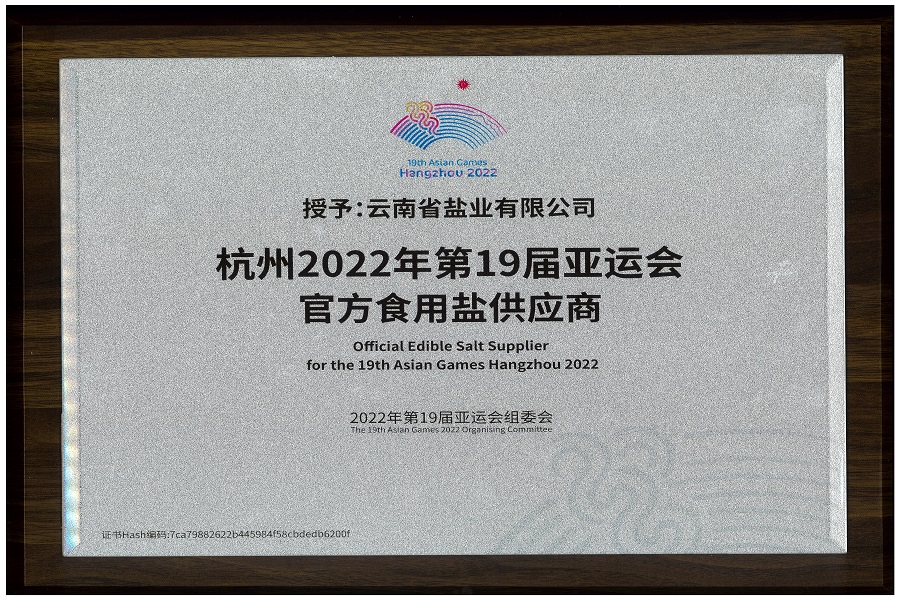 19th Asian Games
Hangzhou 2022
授予:云南省盐业有限公司
杭州2022年第19届亚运会
官方食用盐供应商
Official Edible Salt Supplier
for the 19th Asian Games Hangzhou 2022
2022年第19届亚运会组委会
The 19th Asian Games 2022 Organising Committee
证书Hash编码:7ca79882622b445984f58cbdedb6200f